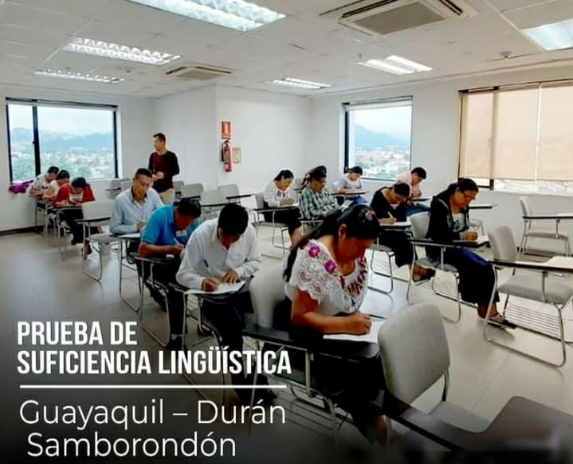 PRUEBA DE
SUFICIENCIA LINGÜÍSTICA
Guayaquil – Durán
Samborondón